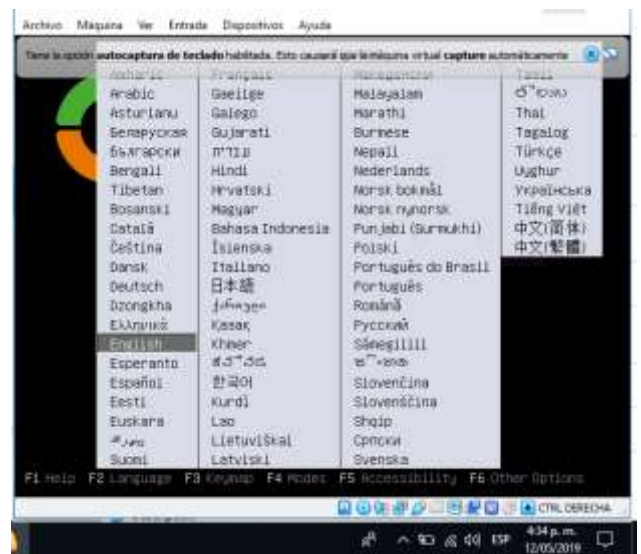 Archivo Máquina Ver Entrada Dispositivos Ayuda
Tiene la opción autocaptura de teclado habilitada. Esto causará que la máquina virtual capture automáticamente
Amharic Français Macedonian Tamil
Arabic Gaeilge Malayalam
Asturianu Galego Marathi Thai
Беларуская Gujarati Burmese Tagalog
Български עברית Nepali Türkçe
Bengali Hindi Nederlands Uyghur
Tibetan Hrvatski Norsk bokmål Українська
Bosanski Magyar Norsk nynorsk Tiếng Việt
Català Bahasa Indonesia Punjabi (Gurmukhi) 中文(简体)
Čeština Íslenska Polski 中文(繁體)
Dansk Italiano Português do Brasil
Deutsch 日本語 Português
Dzongkha ქართული Română
Ελληνικά Қазақ Русский
English Khmer Sámegillii
Esperanto
Español 한국어 Slovenčina
Eesti Kurdî Slovenščina
Euskara Lao Shqip
Lietuviškai Српски
Suomi Latviski Svenska
F1 Help F2 Language F3 Keymap F4 Modes F5 Accessibility F6 Other Options
CTRL DERECHA
ESP 4:34 p. m.
12/05/2019